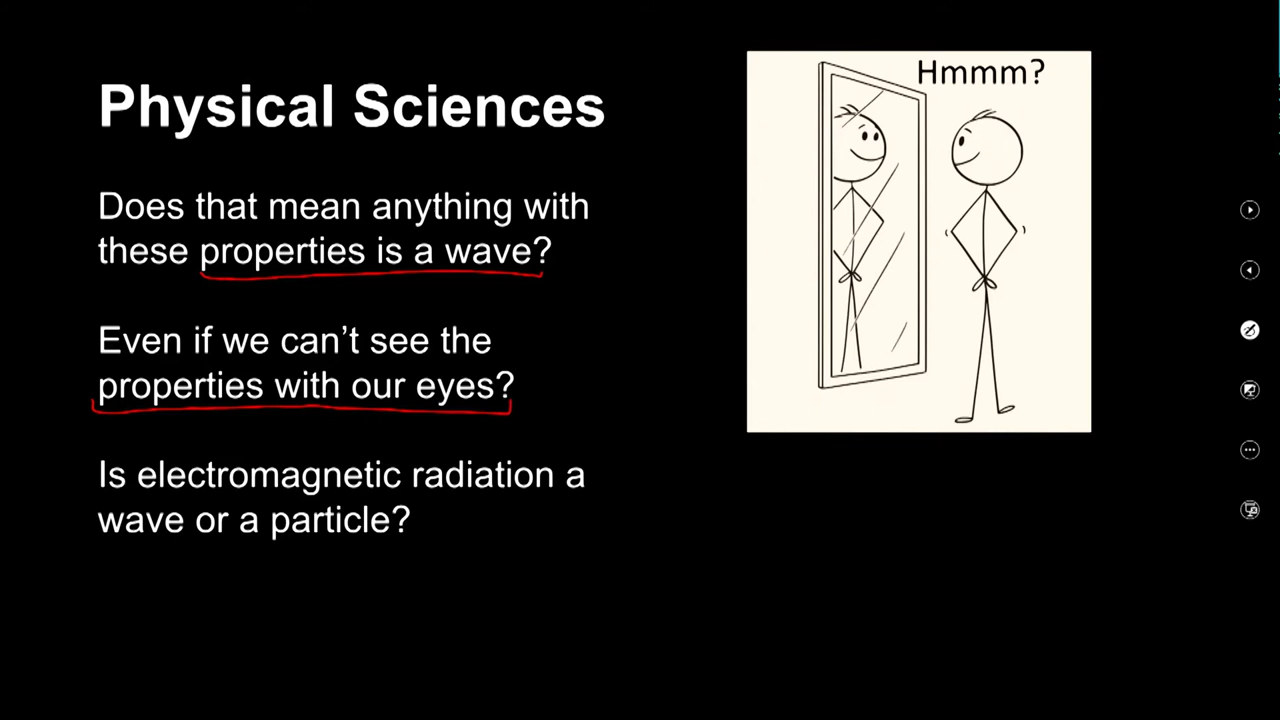 Physical Sciences
Hmmm?
Does that mean anything with
these properties is a wave?
Even if we can’t see the
properties with our eyes?
Is electromagnetic radiation a
wave or a particle?